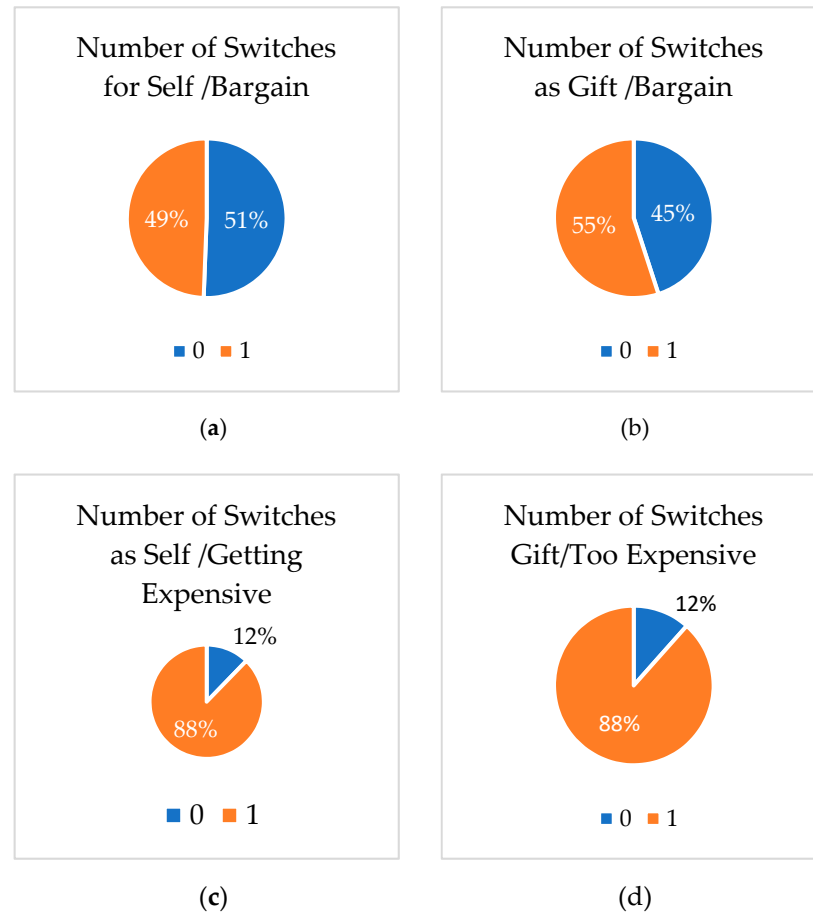 Number of Switches
for Self /Bargain
49%
51%
0 1
(a)
Number of Switches
as Gift /Bargain
55%
45%
0 1
(b)
Number of Switches
as Self /Getting
Expensive
12%
88%
0 1
(c)
Number of Switches
Gift/Too Expensive
12%
88%
0 1
(d)